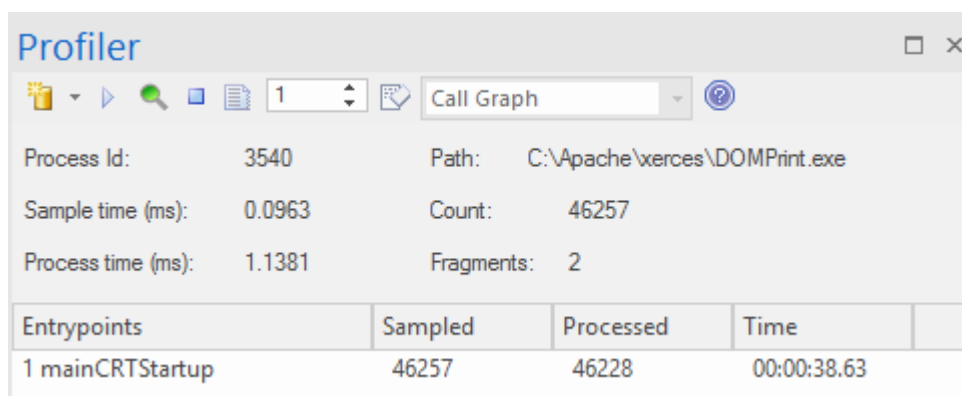 Profiler
1 Call Graph
Process Id: 3540 Path: C:\Apache\xerces\DOMPrint.exe
Sample time (ms): 0.0963 Count: 46257
Process time (ms): 1.1381 Fragments: 2
Entrypoints Sampled Processed Time
1 mainCRTStartup 46257 46228 00:00:38.63